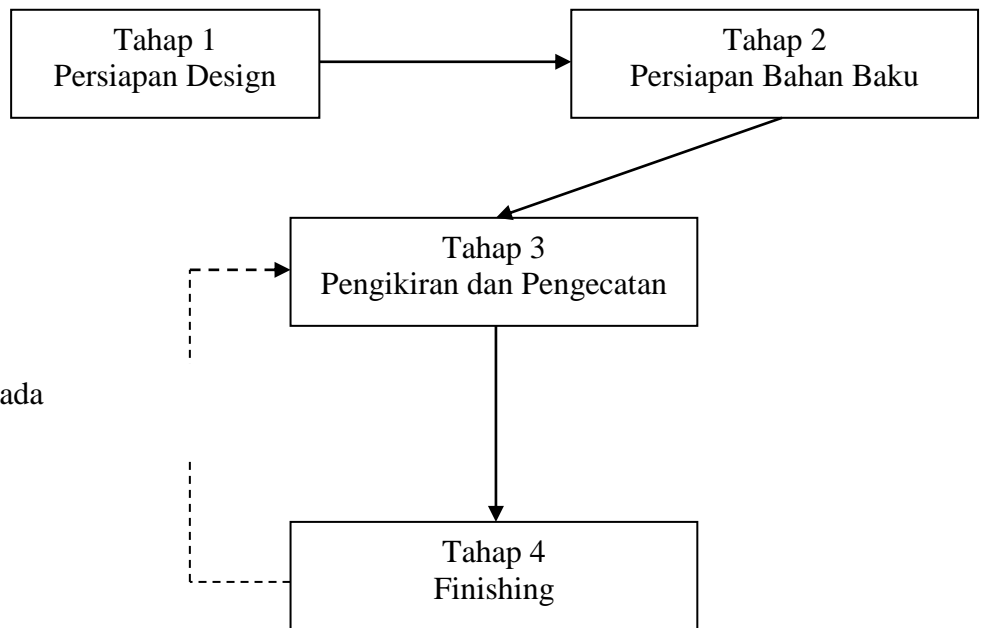 Tahap 1
Persiapan Design
Tahap 2
Persiapan Bahan Baku
Tahap 3
Pengikiran dan Pengecatan
ada
Tahap 4
Finishing